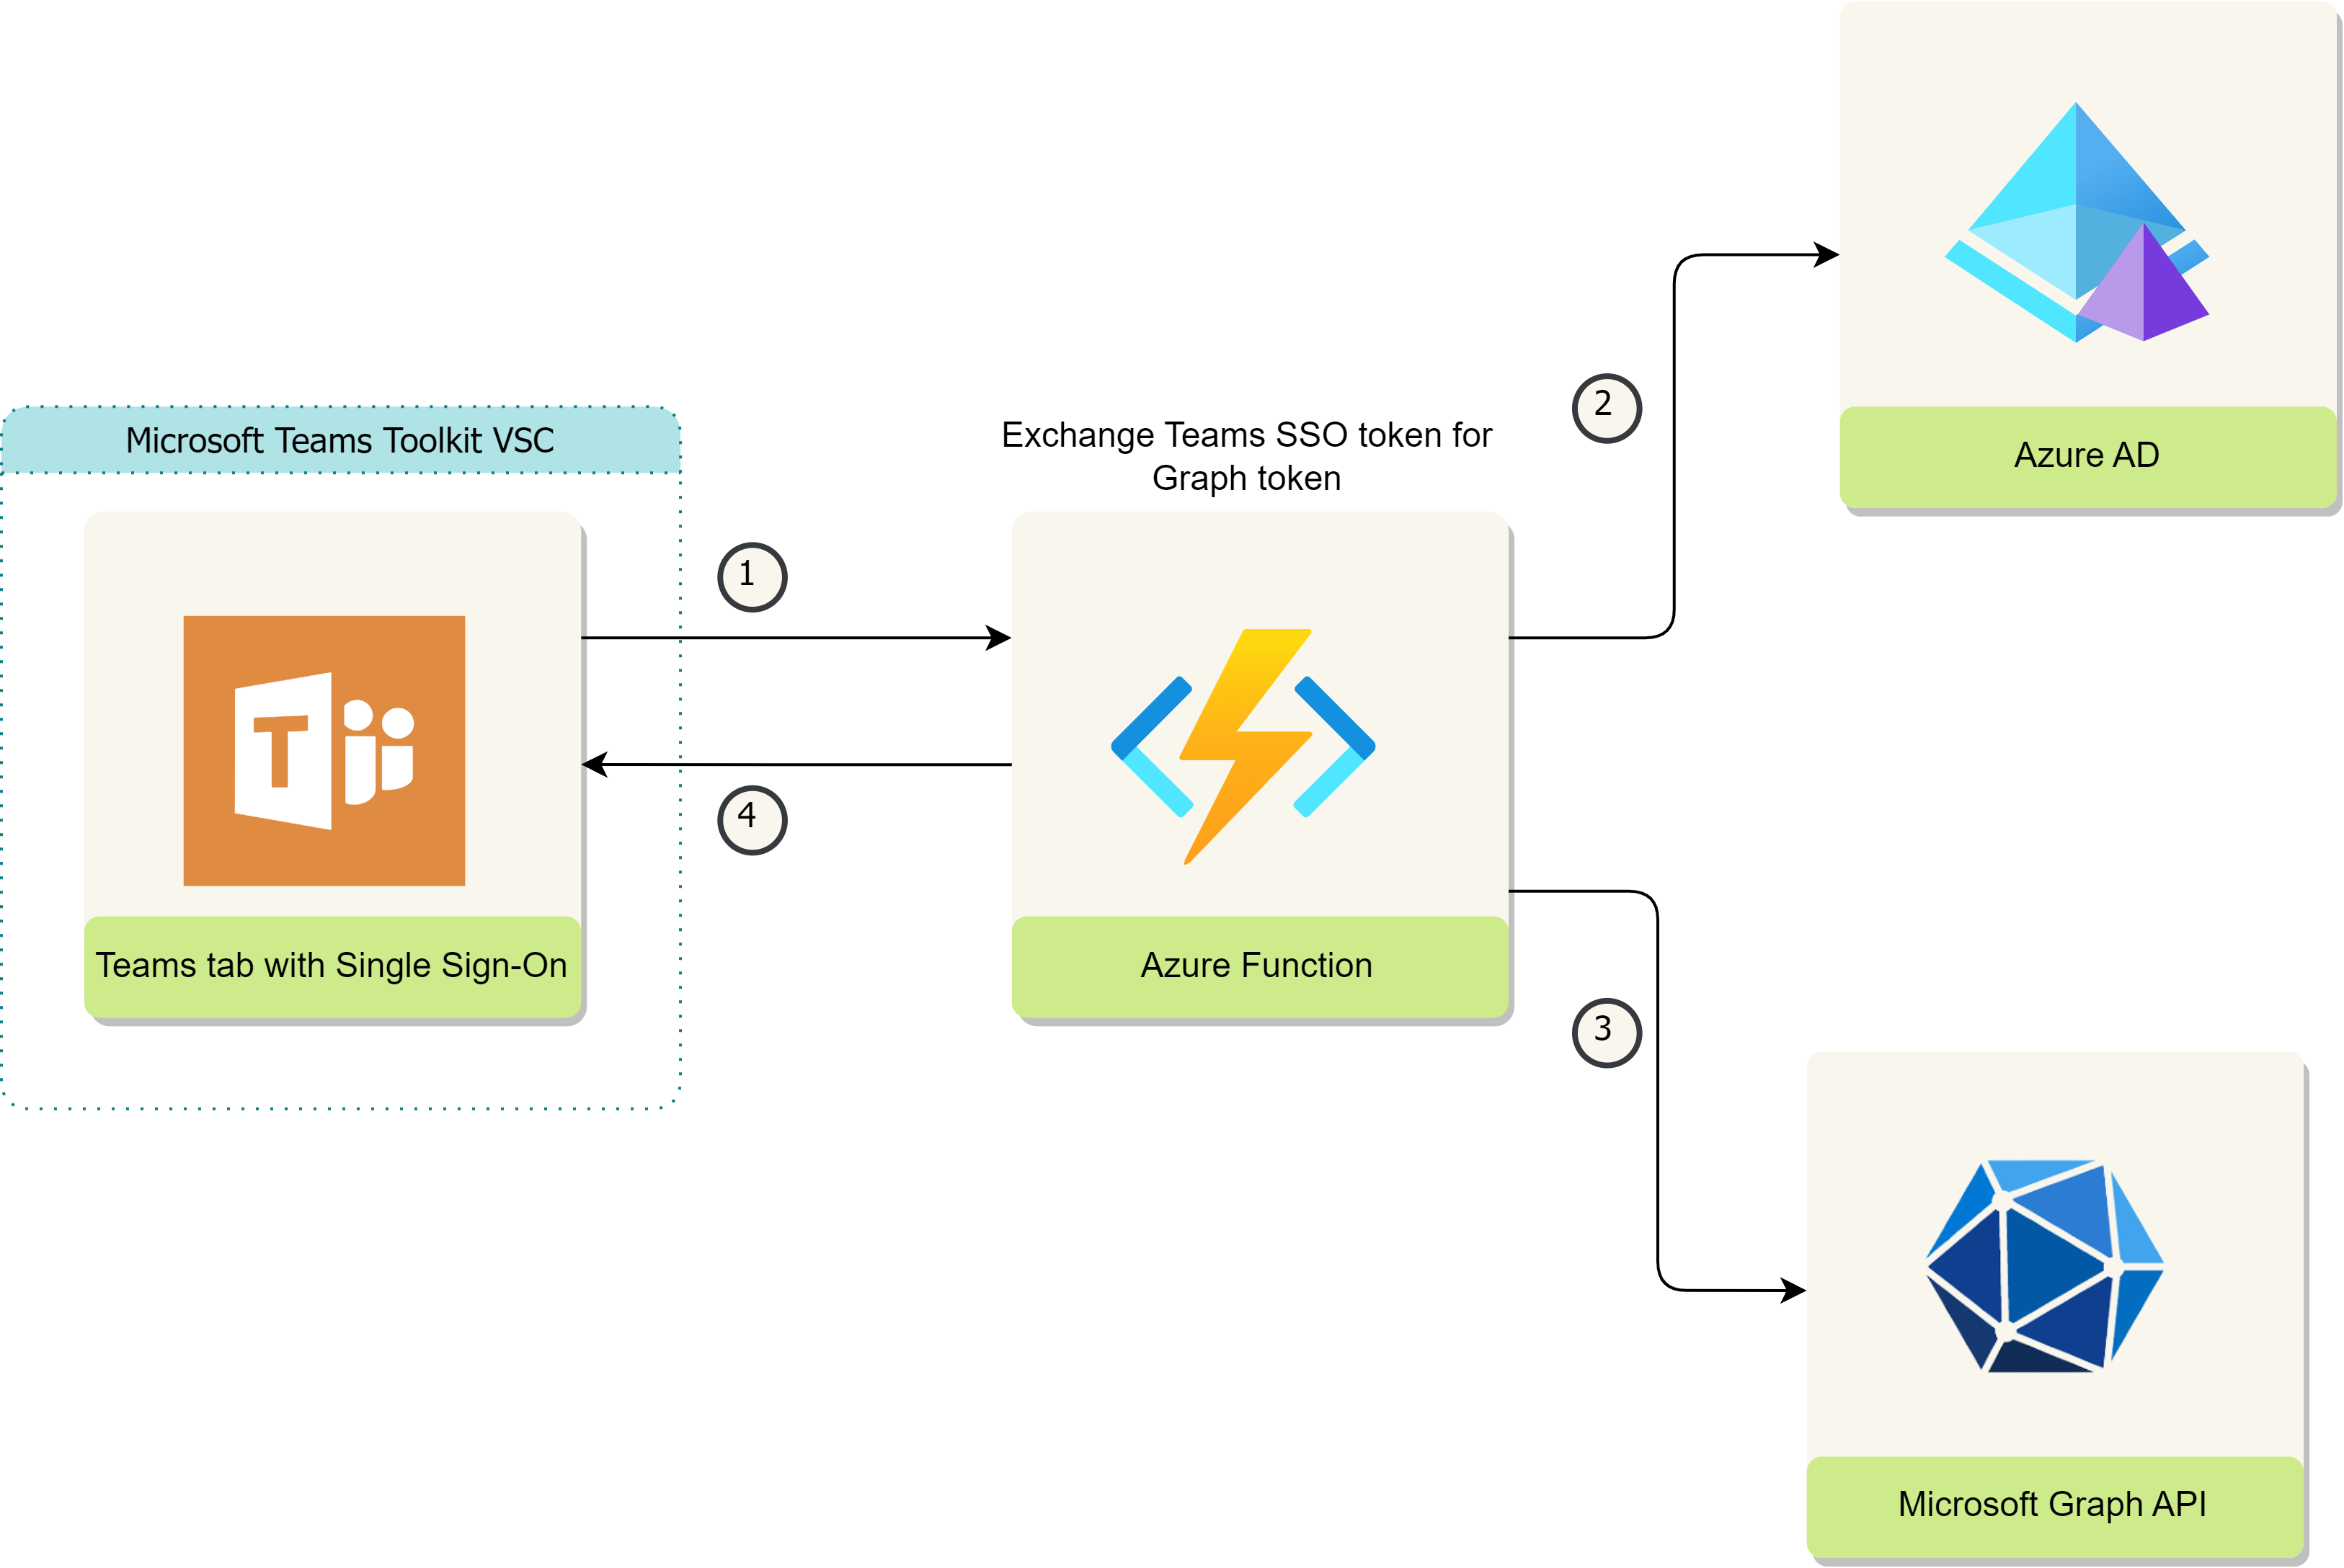 Microsoft Teams Toolkit VSC
Teams tab with Single Sign-On
T
1
4
Exchange Teams SSO token for
Graph token
Azure Function
2
3
Azure AD
Microsoft Graph API